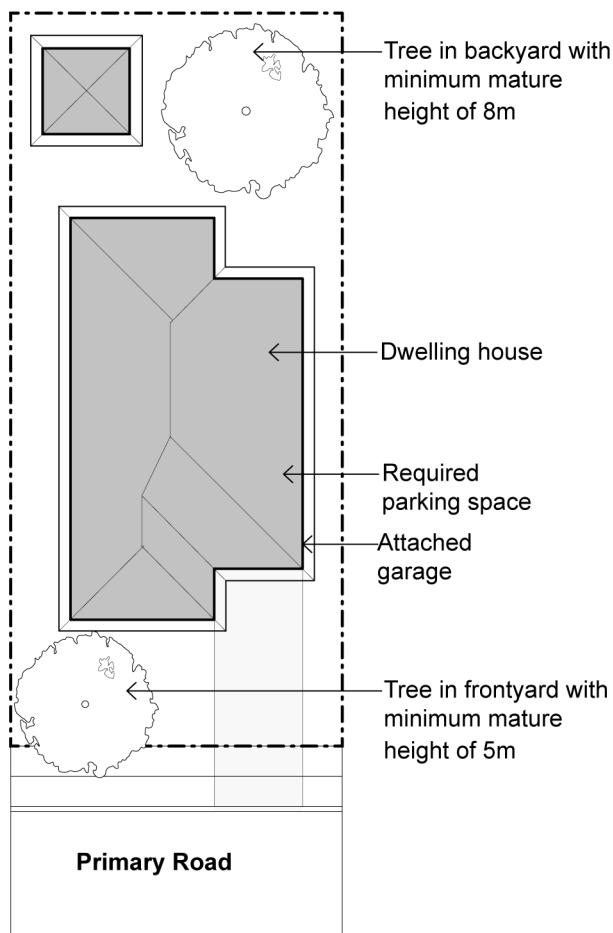 Tree in backyard with
minimum mature
height of 8m
Dwelling house
Required
parking space
Attached
garage
Tree in frontyard with
minimum mature
height of 5m
Primary Road